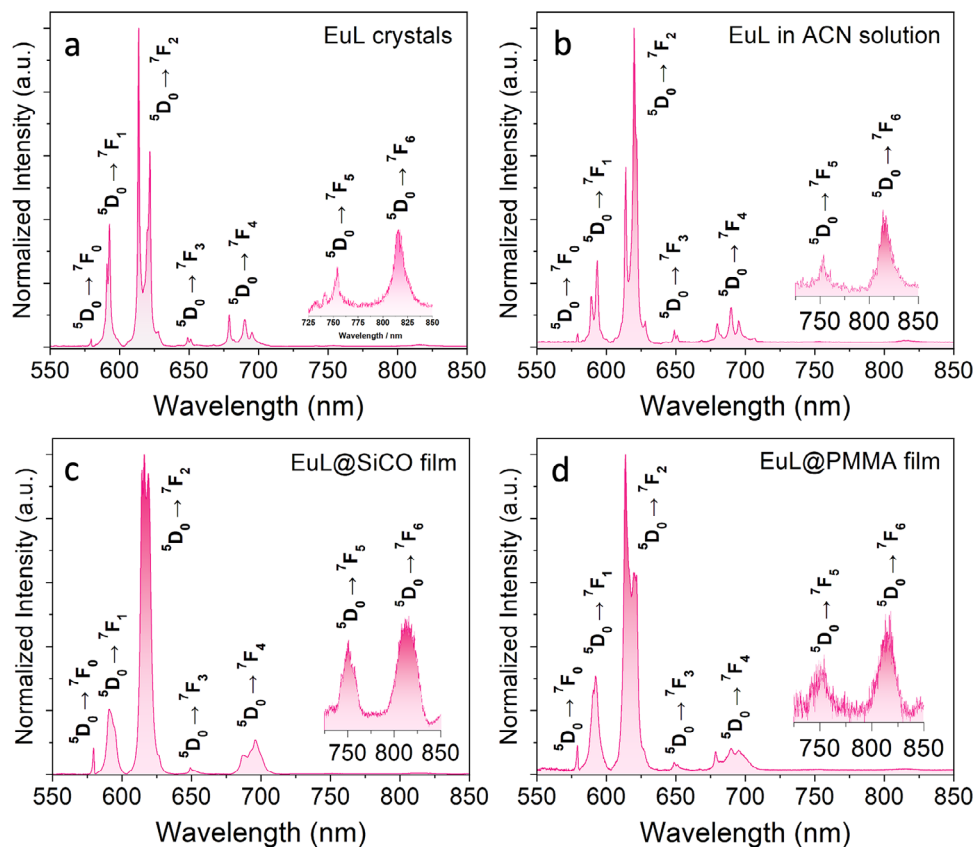 a
EuL crystals
Normalized Intensity (a.u.)
⁵D₀ → ⁷F₀
⁵D₀ → ⁷F₁
⁵D₀ → ⁷F₂
⁵D₀ → ⁷F₃
⁵D₀ → ⁷F₄
⁵D₀ → ⁷F₅
⁵D₀ → ⁷F₆
725 750 775 800 825 850
Wavelength / nm
550 600 650 700 750 800 850
Wavelength (nm)
b
EuL in ACN solution
Normalized Intensity (a.u.)
⁵D₀ → ⁷F₀
⁵D₀ → ⁷F₁
⁵D₀ → ⁷F₂
⁵D₀ → ⁷F₃
⁵D₀ → ⁷F₄
⁵D₀ → ⁷F₅
⁵D₀ → ⁷F₆
750 800 850
550 600 650 700 750 800 850
Wavelength (nm)
c
EuL@SiCO film
Normalized Intensity (a.u.)
⁵D₀ → ⁷F₀
⁵D₀ → ⁷F₁
⁵D₀ → ⁷F₂
⁵D₀ → ⁷F₃
⁵D₀ → ⁷F₄
⁵D₀ → ⁷F₅
⁵D₀ → ⁷F₆
750 800 850
550 600 650 700 750 800 850
Wavelength (nm)
d
EuL@PMMA film
Normalized Intensity (a.u.)
⁵D₀ → ⁷F₀
⁵D₀ → ⁷F₁
⁵D₀ → ⁷F₂
⁵D₀ → ⁷F₃
⁵D₀ → ⁷F₄
⁵D₀ → ⁷F₅
⁵D₀ → ⁷F₆
750 800 850
550 600 650 700 750 800 850
Wavelength (nm)